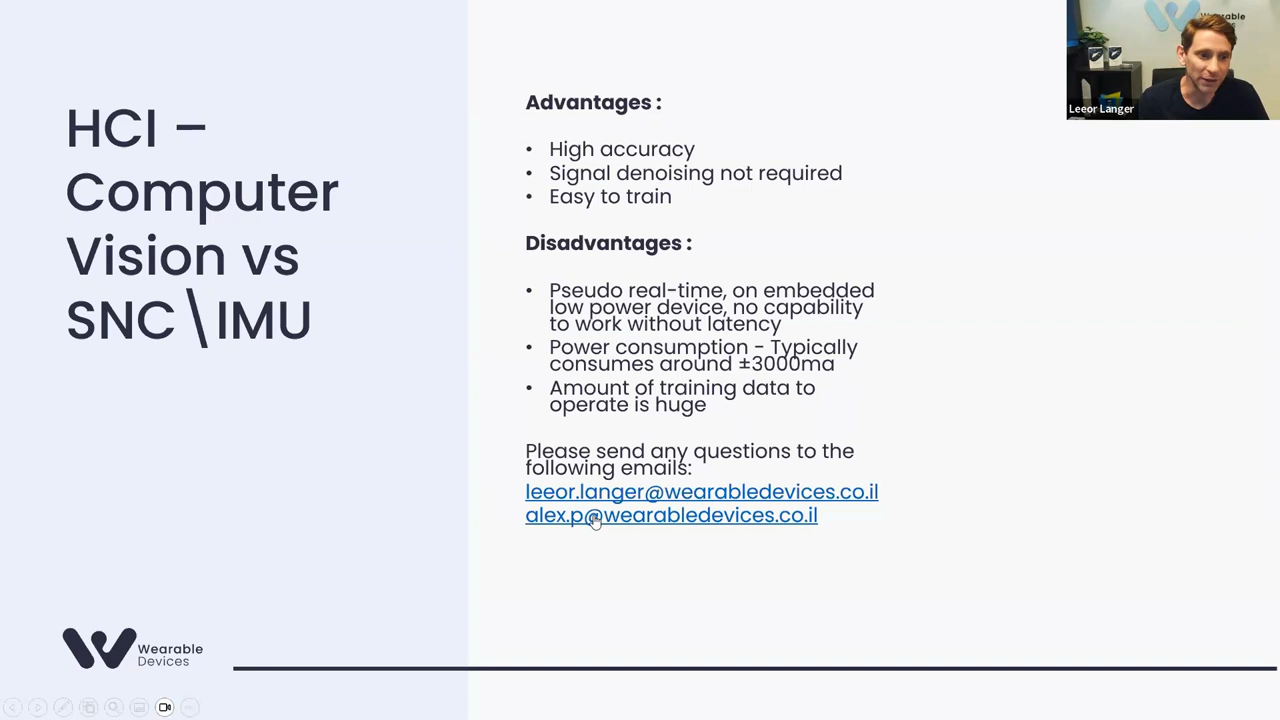 HCI –
Computer
Vision vs
SNC\IMU
Advantages :
• High accuracy
• Signal denoising not required
• Easy to train
Disadvantages :
• Pseudo real-time, on embedded
low power device, no capability
to work without latency
• Power consumption - Typically
consumes around ±3000ma
• Amount of training data to
operate is huge
Please send any questions to the
following emails:
leeor.langer@wearabledevices.co.il
alex.p@wearabledevices.co.il
Wearable
Devices
Leeor Langer